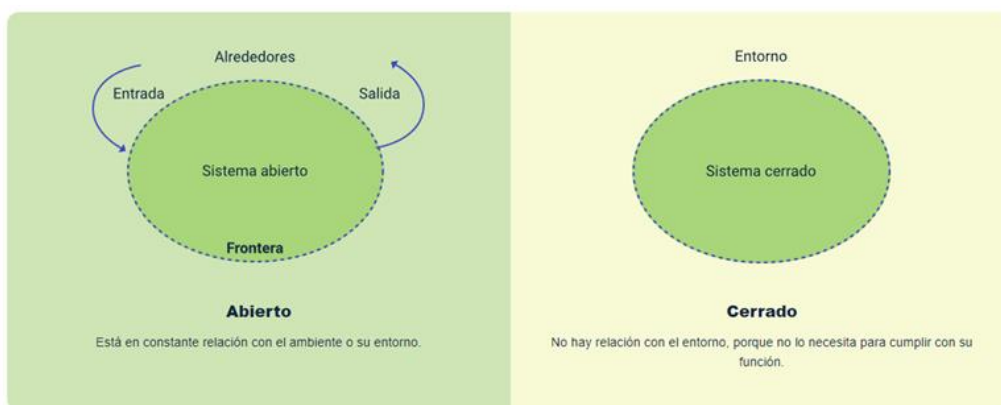 Alrededores
Entrada
Salida
Sistema abierto
Frontera
Abierto
Está en constante relación con el ambiente o su entorno.
Entorno
Sistema cerrado
Cerrado
No hay relación con el entorno, porque no lo necesita para cumplir con su
función.